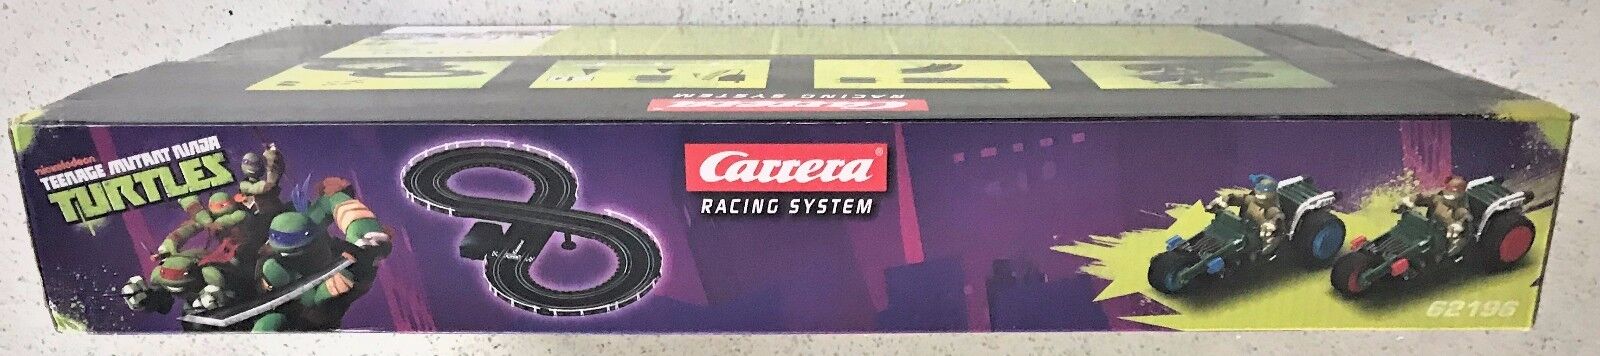 Carrera
RACING SYSTEM
nickelodeon
TEENAGE MUTANT NINJA
TURTLES
Carrera®
RACING SYSTEM
62196